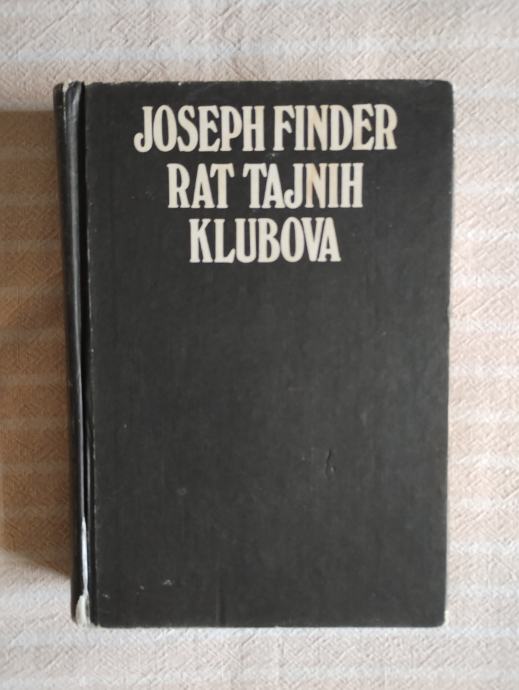 JOSEPH FINDER
RAT TAJNIH
KLUBOVA